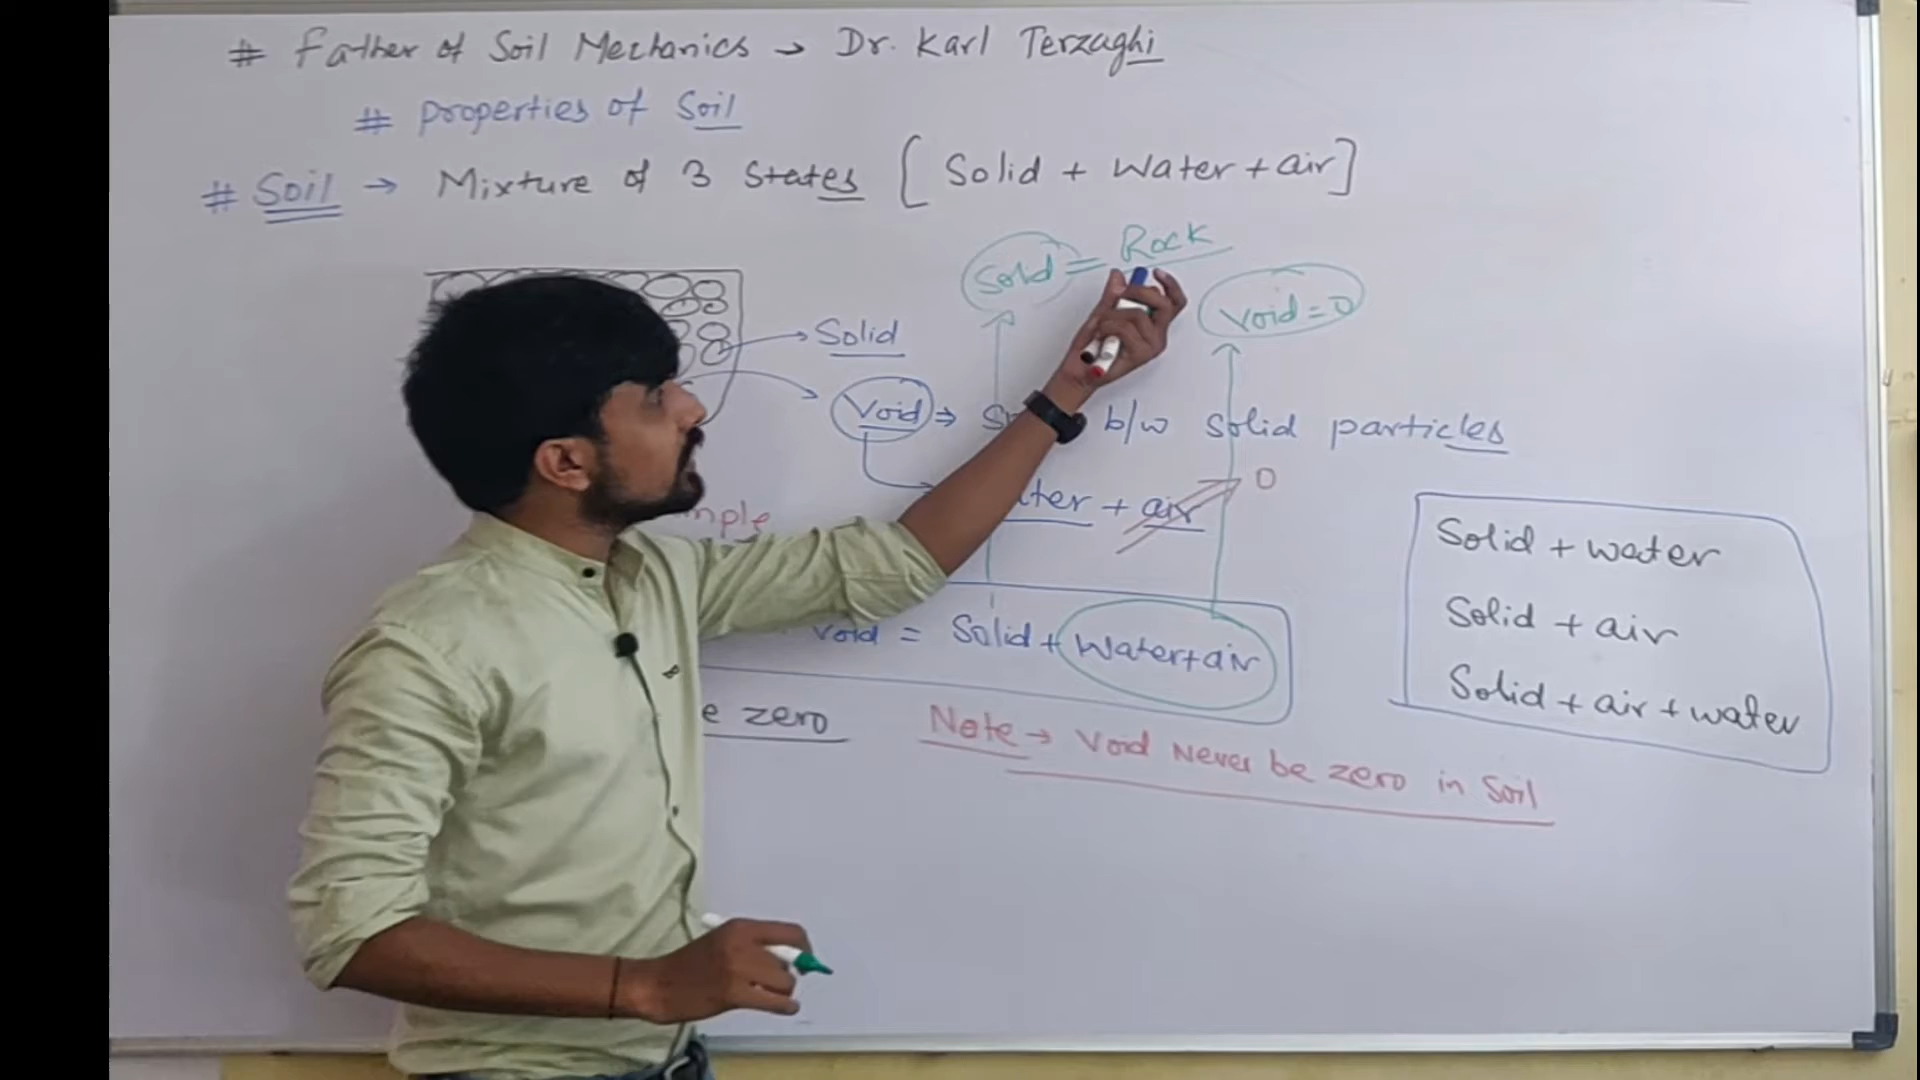 # Father of Soil Mechanics → Dr. Karl Terzaghi
# Properties of Soil
# Soil → Mixture of 3 States [ Solid + Water + air ]
Solid = Rock
Void = 0
Solid
Void ⇒ b/w solid particles
+ air 0
void = Solid + Water + air
zero
Note → Void Never be zero in Soil
Solid + water
Solid + air
Solid + air + water